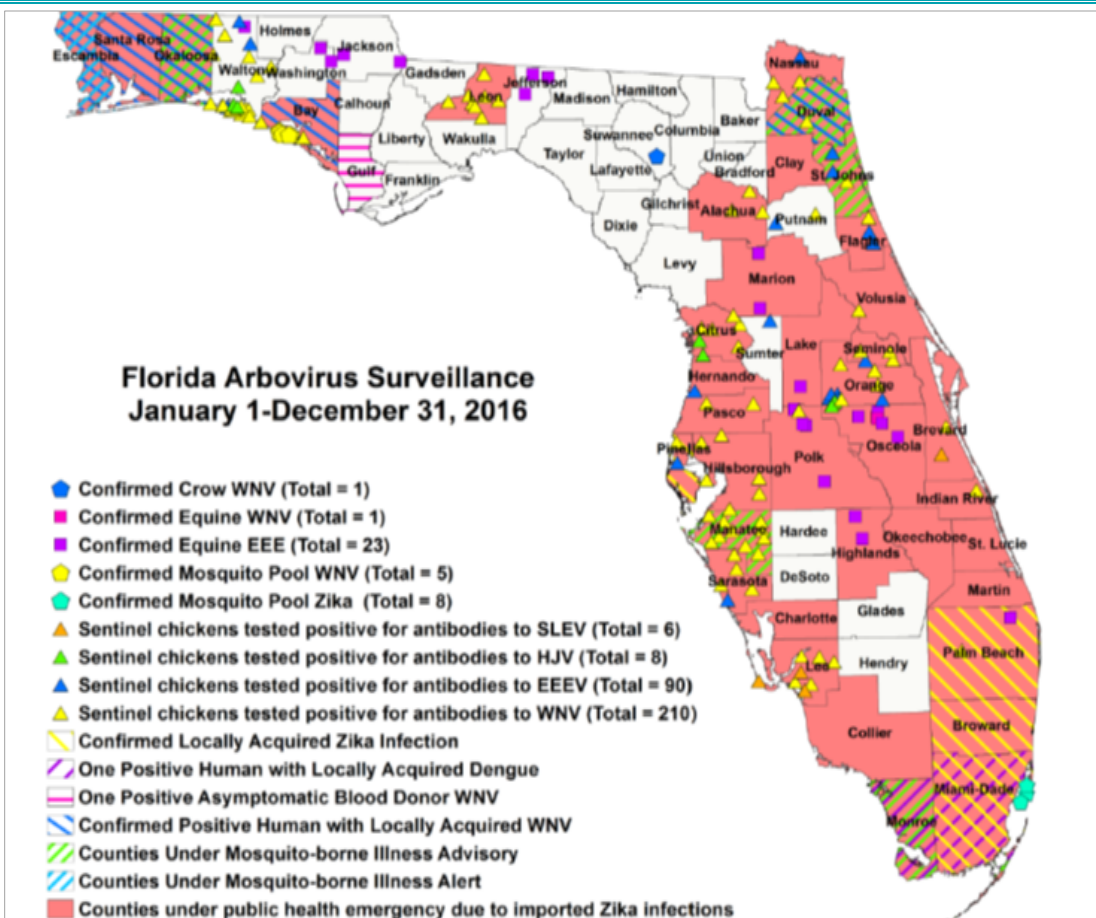 Holmes
Jackson
Santa Rosa
Escambia
Okaloosa
Walton
Washington
Gadsden
Jefferson
Nassau
Leon
Madison
Hamilton
Bay
Calhoun
Baker
Duval
Liberty
Wakulla
Suwannee
Columbia
Taylor
Lafayette
Union
Bradford
Clay
St. Johns
Gulf
Franklin
Gilchrist
Alachua
Putnam
Dixie
Flagler
Levy
Marion
Volusia
Citrus
Sumter
Lake
Seminole
Hernando
Orange
Pasco
Brevard
Osceola
Pinellas
Hillsborough
Polk
Indian River
Manatee
Hardee
Highlands
Okeechobee
St. Lucie
Sarasota
DeSoto
Martin
Charlotte
Glades
Lee
Hendry
Palm Beach
Collier
Broward
Miami-Dade
Monroe
Florida Arbovirus Surveillance
January 1-December 31, 2016
Confirmed Crow WNV (Total = 1)
Confirmed Equine WNV (Total = 1)
Confirmed Equine EEE (Total = 23)
Confirmed Mosquito Pool WNV (Total = 5)
Confirmed Mosquito Pool Zika (Total = 8)
Sentinel chickens tested positive for antibodies to SLEV (Total = 6)
Sentinel chickens tested positive for antibodies to HJV (Total = 8)
Sentinel chickens tested positive for antibodies to EEEV (Total = 90)
Sentinel chickens tested positive for antibodies to WNV (Total = 210)
Confirmed Locally Acquired Zika Infection
One Positive Human with Locally Acquired Dengue
One Positive Asymptomatic Blood Donor WNV
Confirmed Positive Human with Locally Acquired WNV
Counties Under Mosquito-borne Illness Advisory
Counties Under Mosquito-borne Illness Alert
Counties under public health emergency due to imported Zika infections